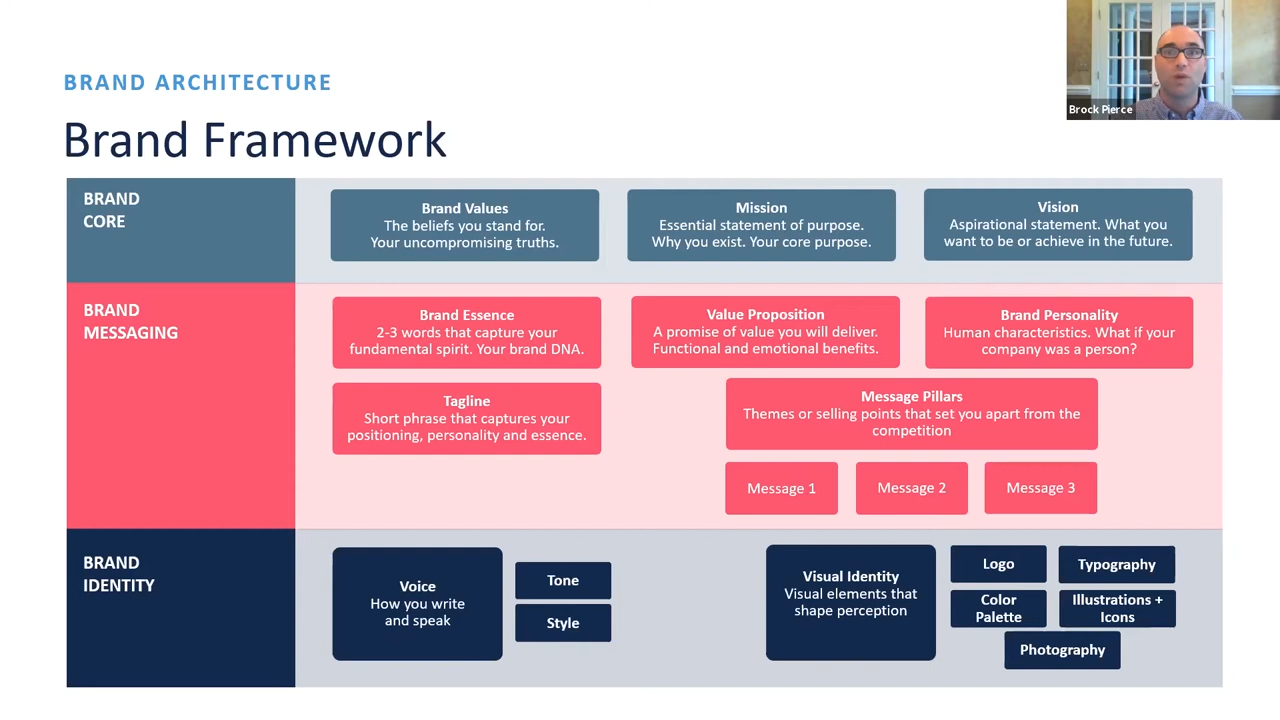 BRAND ARCHITECTURE
Brand Framework
Brock Pierce
BRAND
CORE
Brand Values
The beliefs you stand for.
Your uncompromising truths.
Mission
Essential statement of purpose.
Why you exist. Your core purpose.
Vision
Aspirational statement. What you
want to be or achieve in the future.
BRAND
MESSAGING
Brand Essence
2-3 words that capture your
fundamental spirit. Your brand DNA.
Value Proposition
A promise of value you will deliver.
Functional and emotional benefits.
Brand Personality
Human characteristics. What if your
company was a person?
Tagline
Short phrase that captures your
positioning, personality and essence.
Message Pillars
Themes or selling points that set you apart from the
competition
Message 1
Message 2
Message 3
BRAND
IDENTITY
Voice
How you write
and speak
Tone
Style
Visual Identity
Visual elements that
shape perception
Logo
Typography
Color
Palette
Illustrations +
Icons
Photography